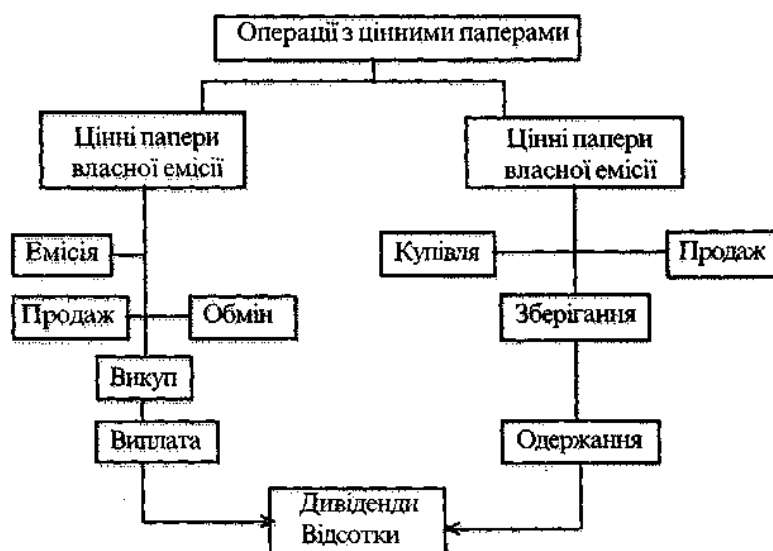 Операції з цінними паперами
Цінні папери
власної емісії
Цінні папери
власної емісії
Емісія
Купівля
Продаж
Продаж
Обмін
Зберігання
Викуп
Виплата
Одержання
Дивіденди
Відсотки